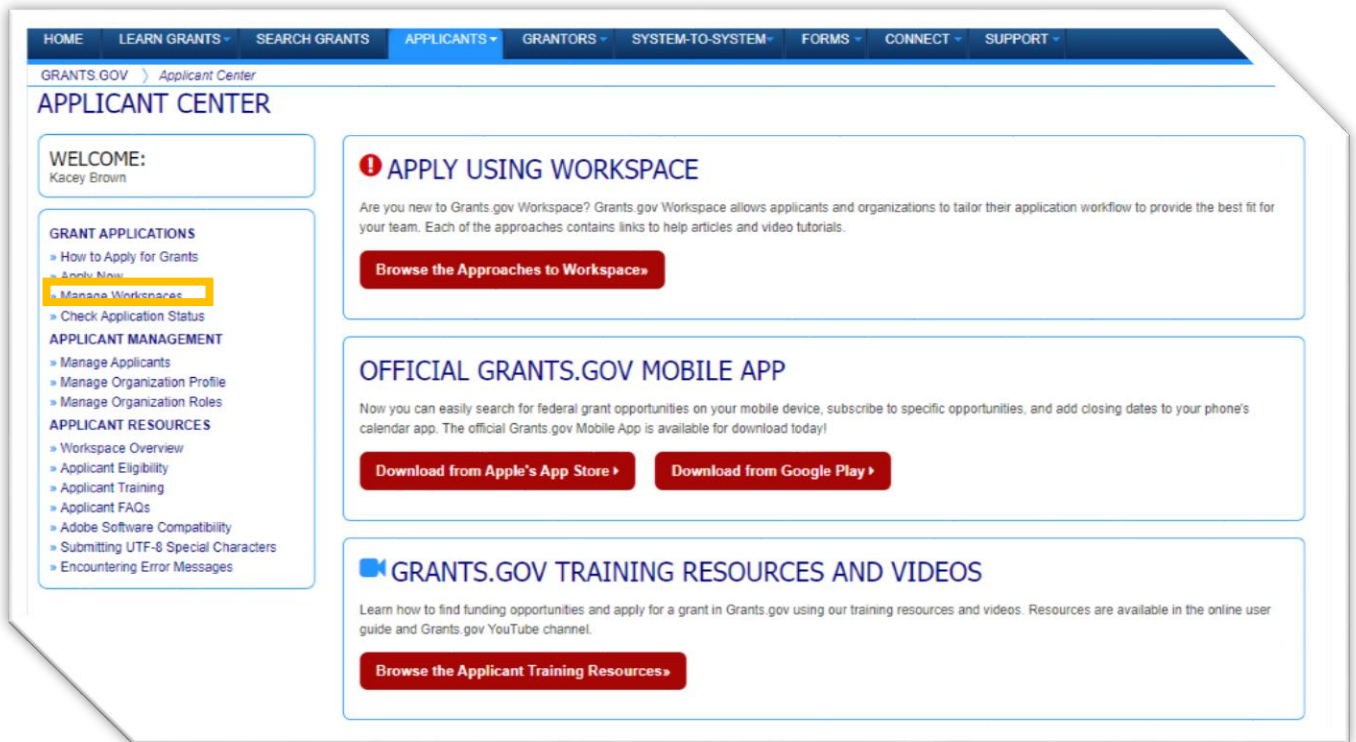 HOME LEARN GRANTS SEARCH GRANTS APPLICANTS GRANTORS SYSTEM-TO-SYSTEM FORMS CONNECT SUPPORT
GRANTS.GOV 〉 Applicant Center
APPLICANT CENTER
WELCOME:
Kacey Brown
GRANT APPLICATIONS
» How to Apply for Grants
» Apply Now
» Manage Workspaces
» Check Application Status
APPLICANT MANAGEMENT
» Manage Applicants
» Manage Organization Profile
» Manage Organization Roles
APPLICANT RESOURCES
» Workspace Overview
» Applicant Eligibility
» Applicant Training
» Applicant FAQs
» Adobe Software Compatibility
» Submitting UTF-8 Special Characters
» Encountering Error Messages
APPLY USING WORKSPACE
Are you new to Grants.gov Workspace? Grants.gov Workspace allows applicants and organizations to tailor their application workflow to provide the best fit for
your team. Each of the approaches contains links to help articles and video tutorials.
Browse the Approaches to Workspace»
OFFICIAL GRANTS.GOV MOBILE APP
Now you can easily search for federal grant opportunities on your mobile device, subscribe to specific opportunities, and add closing dates to your phone's
calendar app. The official Grants.gov Mobile App is available for download today!
Download from Apple's App Store Download from Google Play
GRANTS.GOV TRAINING RESOURCES AND VIDEOS
Learn how to find funding opportunities and apply for a grant in Grants.gov using our training resources and videos. Resources are available in the online user
guide and Grants.gov YouTube channel.
Browse the Applicant Training Resources»